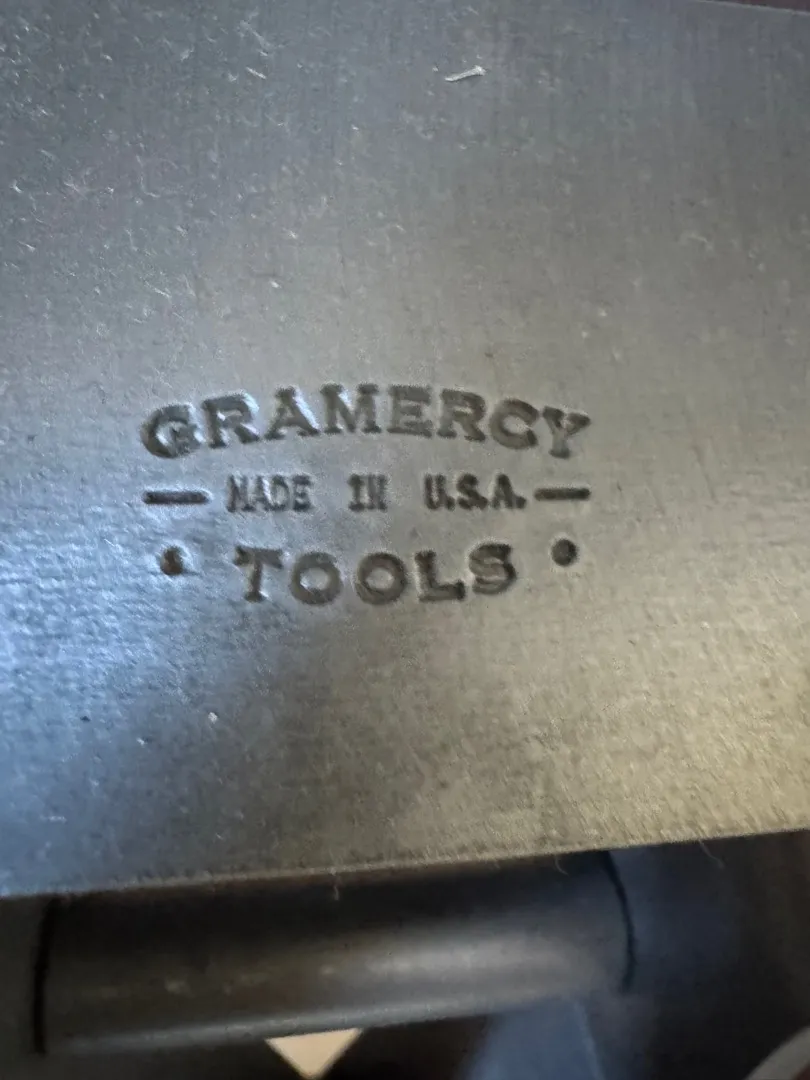 GRAMERCY
— MADE IN U.S.A. —
• TOOLS •